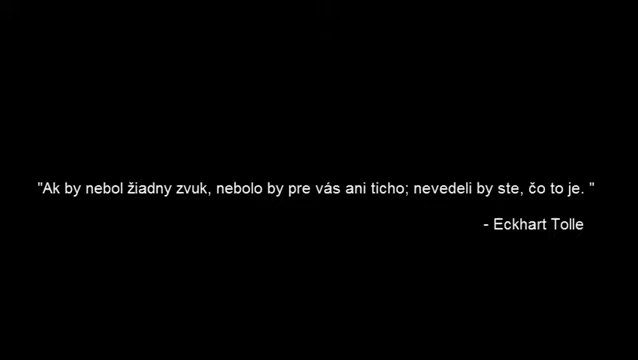 "Ak by nebol žiadny zvuk, nebolo by pre vás ani ticho; nevedeli by ste, čo to je. "
- Eckhart Tolle